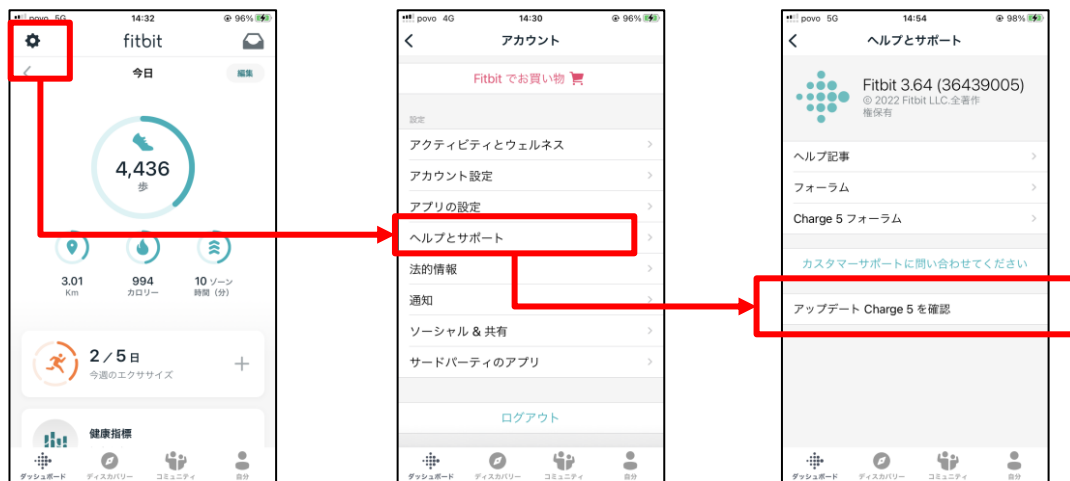 povo 5G 14:32 96%
fitbit
今日
編集
4,436
歩
3.01
Km
994
カロリー
10 ゾーン
時間（分）
2 / 5 日
今週のエクササイズ
健康指標
ダッシュボード ディスカバリー コミュニティ 自分
povo 4G 14:30 96%
アカウント
Fitbit でお買い物
設定
アクティビティとウェルネス
アカウント設定
アプリの設定
ヘルプとサポート
法的情報
通知
ソーシャル & 共有
サードパーティのアプリ
ログアウト
ダッシュボード ディスカバリー コミュニティ 自分
povo 5G 14:54 98%
ヘルプとサポート
Fitbit 3.64 (36439005)
© 2022 Fitbit LLC.全著作
権保有
ヘルプ記事
フォーラム
Charge 5 フォーラム
カスタマーサポートに問い合わせてください
アップデート Charge 5 を確認
ダッシュボード ディスカバリー コミュニティ 自分